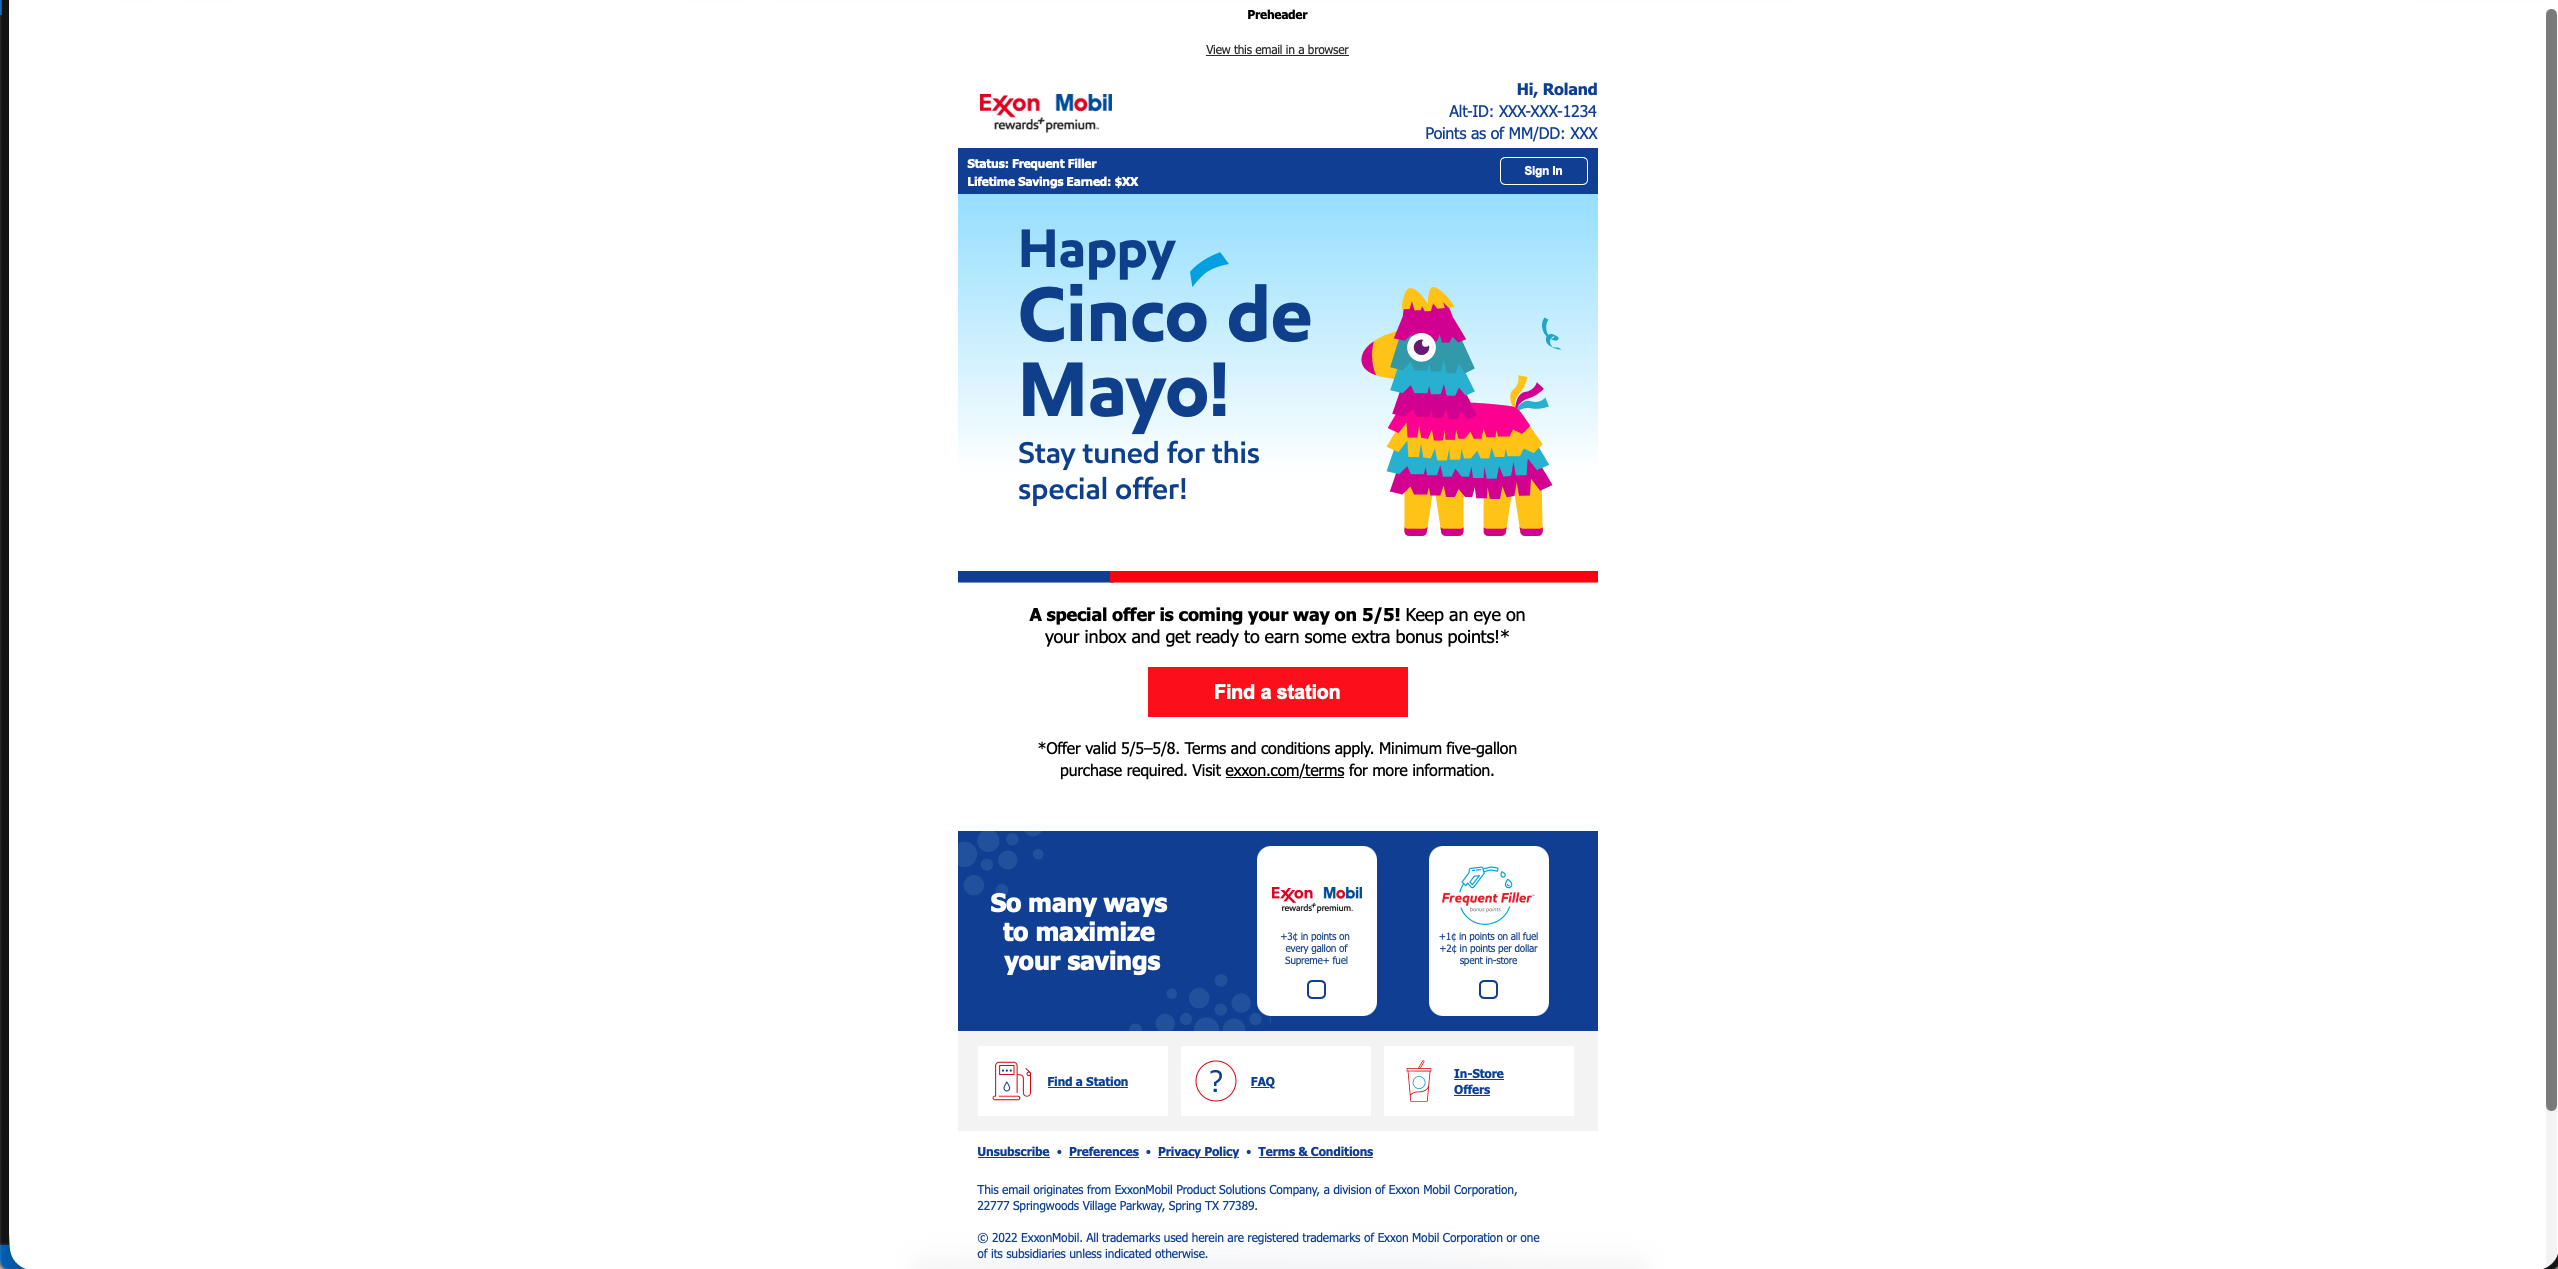 Preheader
View this email in a browser
Exxon Mobil
rewards+ premium.
Hi, Roland
Alt-ID: XXX-XXX-1234
Points as of MM/DD: XXX
Status: Frequent Filler
Lifetime Savings Earned: $XX
Sign In
Happy
Cinco de
Mayo!
Stay tuned for this
special offer!
A special offer is coming your way on 5/5! Keep an eye on
your inbox and get ready to earn some extra bonus points!*
Find a station
*Offer valid 5/5–5/8. Terms and conditions apply. Minimum five-gallon
purchase required. Visit exxon.com/terms for more information.
So many ways
to maximize
your savings
Exxon Mobil
rewards+ premium.
+3¢ in points on
every gallon of
Supreme+ fuel
Frequent Filler™
bonus points
+1¢ in points on all fuel
+2¢ in points per dollar
spent in-store
Find a Station
?
FAQ
In-Store
Offers
Unsubscribe • Preferences • Privacy Policy • Terms & Conditions
This email originates from ExxonMobil Product Solutions Company, a division of Exxon Mobil Corporation,
22777 Springwoods Village Parkway, Spring TX 77389.
© 2022 ExxonMobil. All trademarks used herein are registered trademarks of Exxon Mobil Corporation or one
of its subsidiaries unless indicated otherwise.